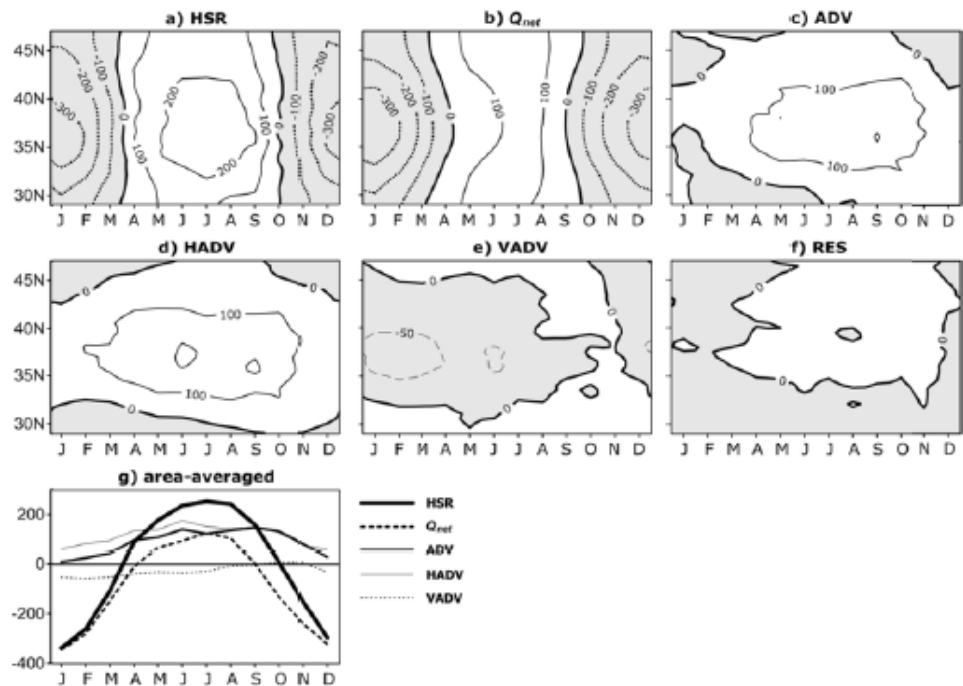 a) HSR
b) Qnet
c) ADV
45N
40N
35N
30N
-300
-200
-100
0
100
200
200
100
0
-100
-200
-300
-300
-200
-100
0
100
100
0
-100
-200
-300
0
0
100
100
0
J F M A M J J A S O N D
J F M A M J J A S O N D
J F M A M J J A S O N D
d) HADV
e) VADV
f) RES
45N
40N
35N
30N
0
0
100
100
0
0
0
-50
0
0
0
0
J F M A M J J A S O N D
J F M A M J J A S O N D
J F M A M J J A S O N D
g) area-averaged
200
0
-200
-400
J F M A M J J A S O N D
HSR
Qnet
ADV
HADV
VADV